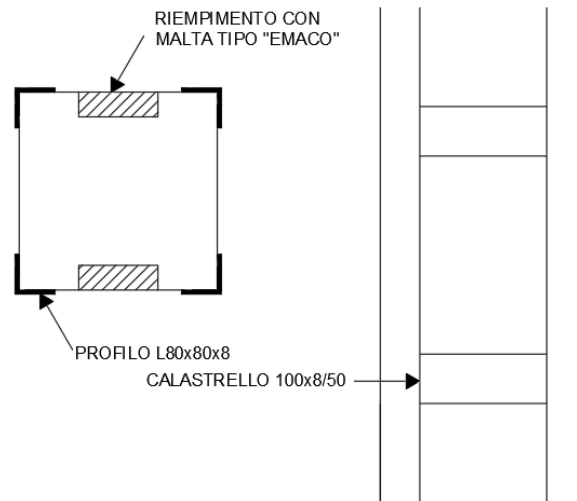 RIEMPIMENTO CON
MALTA TIPO "EMACO"
PROFILO L80x80x8
CALASTRELLO 100x8/50